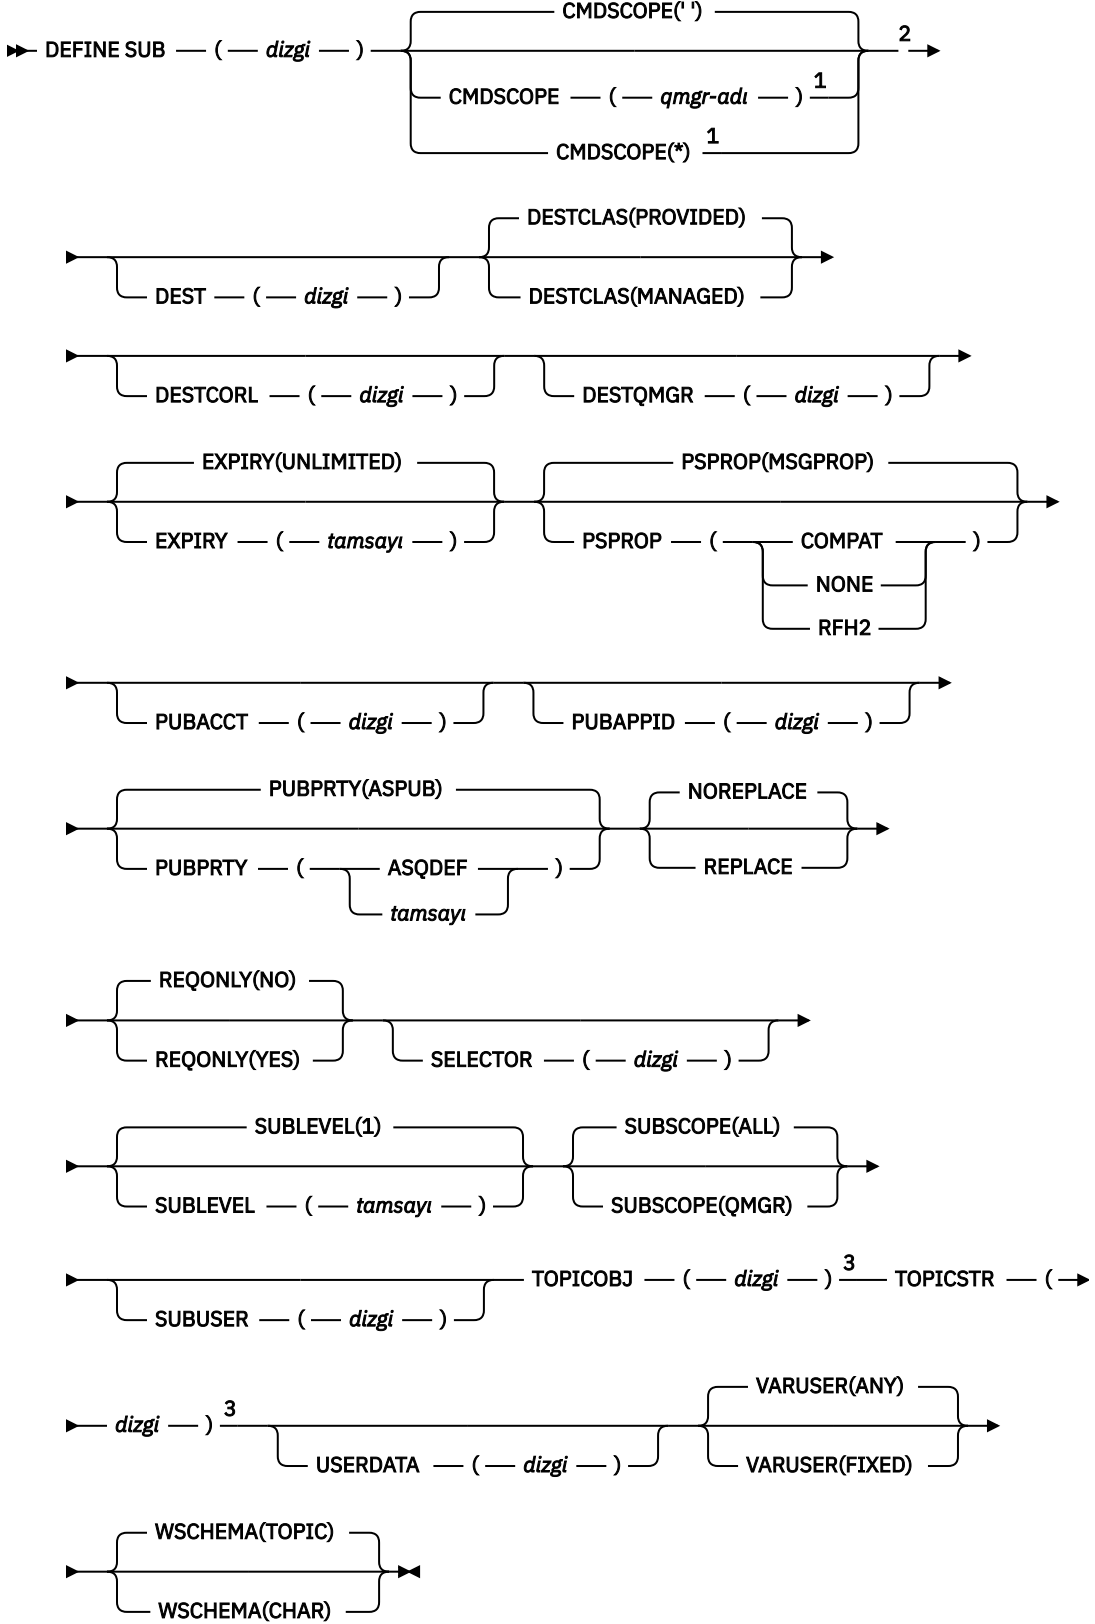 CMDSCOPE(' ')
DEFINE SUB ( dizgi ) 2
CMDSCOPE ( qmgr-adı ) 1
CMDSCOPE(*) 1
DESTCLAS(PROVIDED)
DEST ( dizgi ) DESTCLAS(MANAGED)
DESTCORL ( dizgi ) DESTQMGR ( dizgi )
EXPIRY(UNLIMITED) PSPROP(MSGPROP)
EXPIRY ( tamsayı ) PSPROP ( COMPAT )
NONE
RFH2
PUBACCT ( dizgi ) PUBAPPID ( dizgi )
PUBPRTY(ASPUB) NOREPLACE
PUBPRTY ( ASQDEF ) REPLACE
tamsayı
REQONLY(NO)
REQONLY(YES) SELECTOR ( dizgi )
SUBLEVEL(1) SUBSCOPE(ALL)
SUBLEVEL ( tamsayı ) SUBSCOPE(QMGR)
TOPICOBJ ( dizgi ) 3 TOPICSTR (
SUBUSER ( dizgi )
VARUSER(ANY)
dizgi ) 3
USERDATA ( dizgi ) VARUSER(FIXED)
WSCHEMA(TOPIC)
WSCHEMA(CHAR)